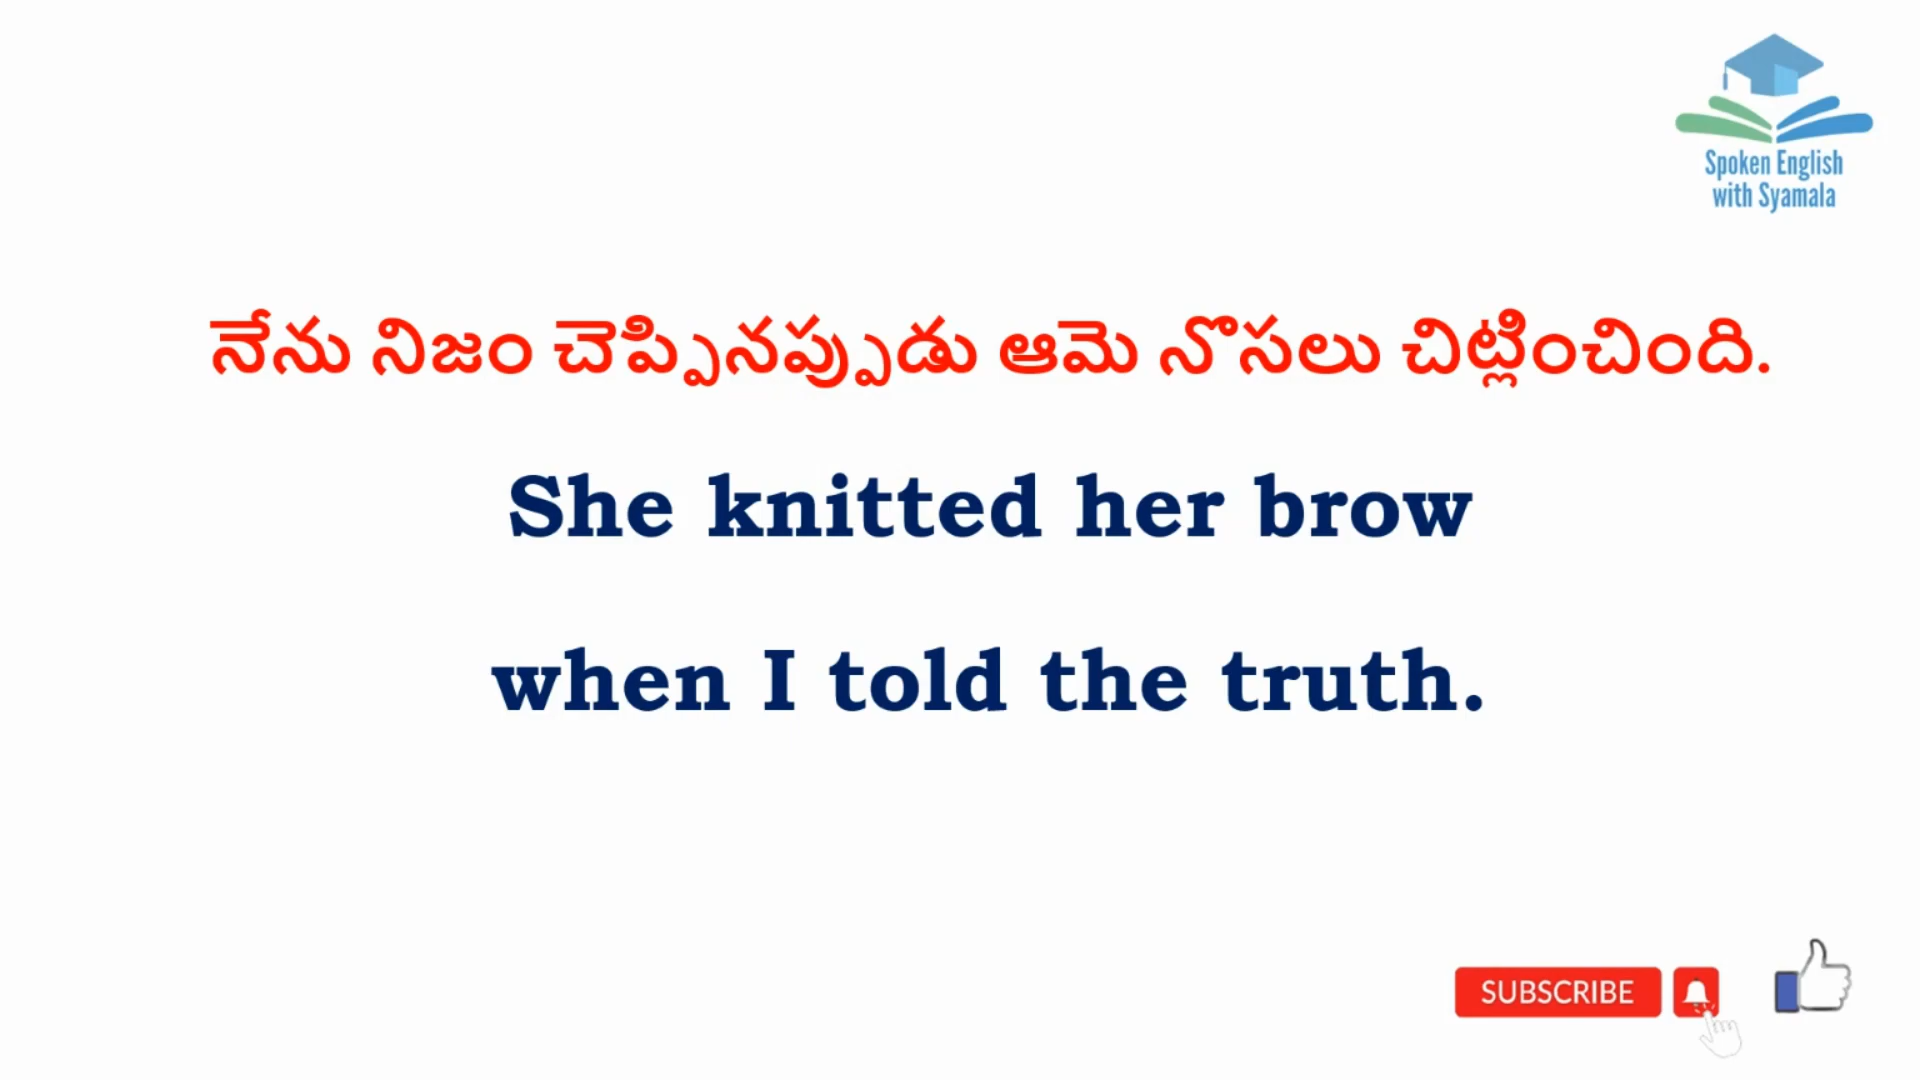 Spoken English
with Syamala
నేను నిజం చెప్పినప్పుడు ఆమె నొసలు చిట్లించింది.
She knitted her brow
when I told the truth.
SUBSCRIBE